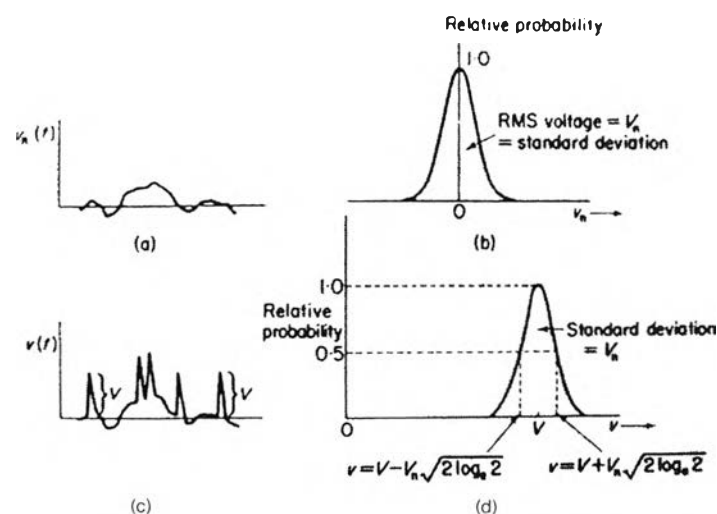 Relative probability
1·0
RMS voltage = Vn
= standard deviation
0
vn
(b)
vn(t)
(a)
v(t)
V
V
(c)
1·0
Relative
probability
0·5
Standard deviation
= Vn
0
V
v
v = V − Vn √2 loge 2
v = V + Vn √2 loge 2
(d)